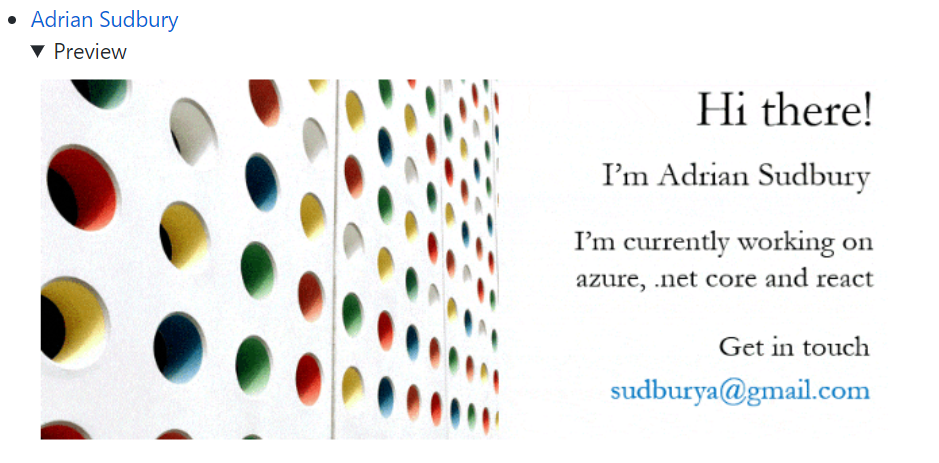 Adrian Sudbury
Preview
Hi there!
I'm Adrian Sudbury
I'm currently working on
azure, .net core and react
Get in touch
sudburya@gmail.com